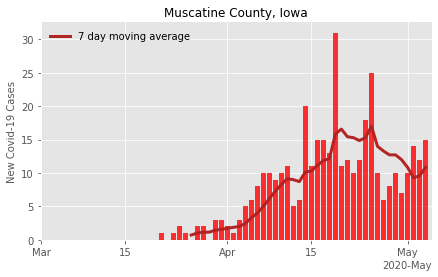 Muscatine County, Iowa
7 day moving average
New Covid-19 Cases
30
25
20
15
10
5
0
Mar 15 Apr 15 May
2020-May